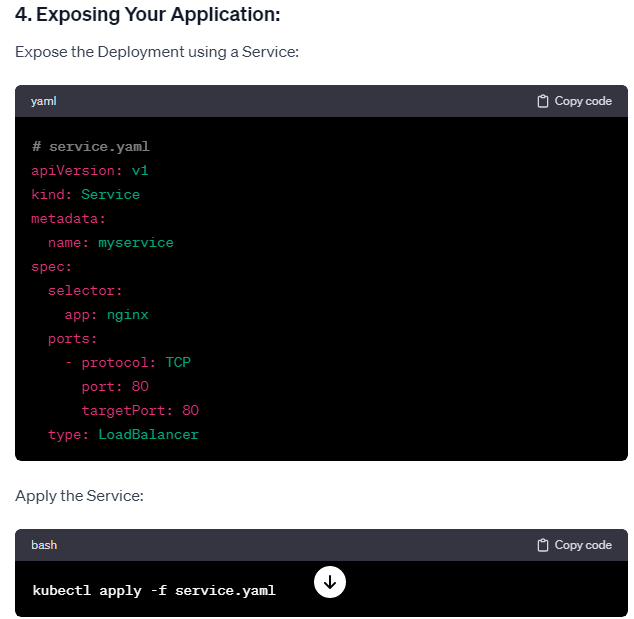 4. Exposing Your Application:
Expose the Deployment using a Service:
yaml
Copy code
# service.yaml
apiVersion: v1
kind: Service
metadata:
  name: myservice
spec:
  selector:
    app: nginx
  ports:
    - protocol: TCP
      port: 80
      targetPort: 80
  type: LoadBalancer
Apply the Service:
bash
Copy code
kubectl apply -f service.yaml